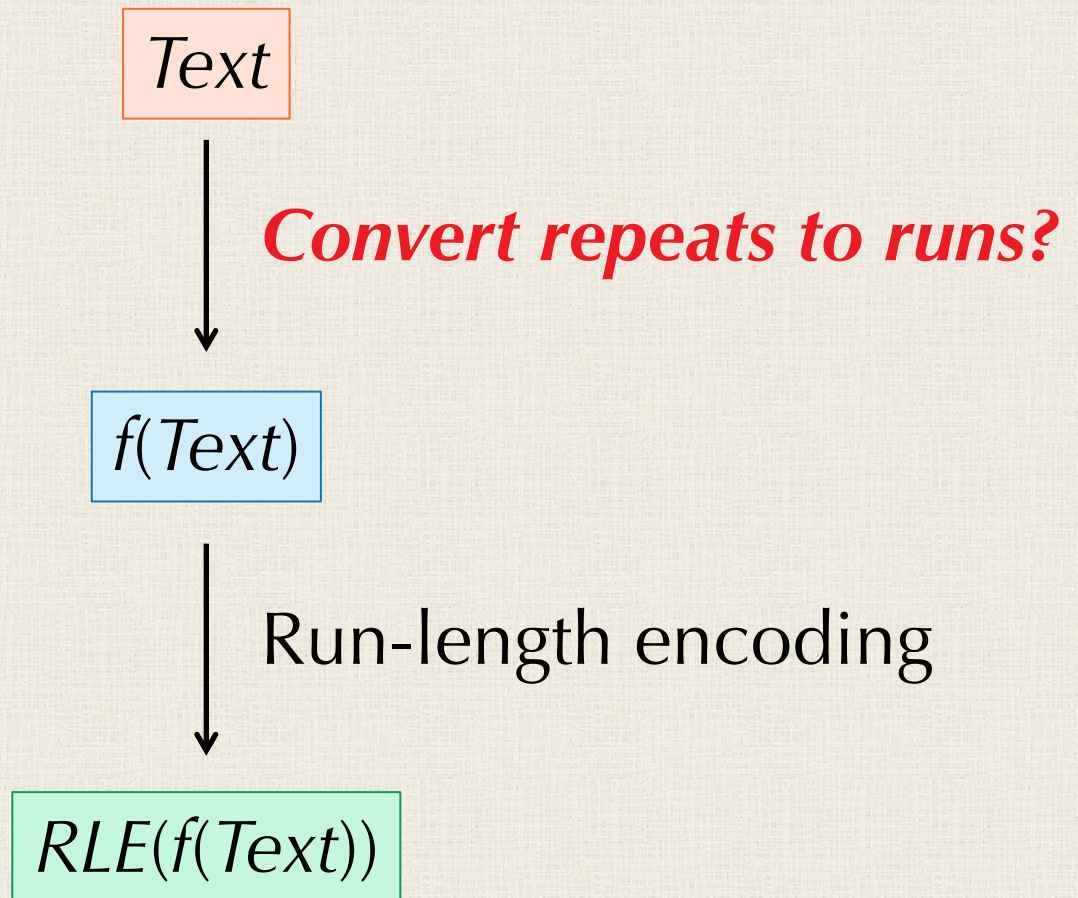 Text
Convert repeats to runs?
f(Text)
Run-length encoding
RLE(f(Text))